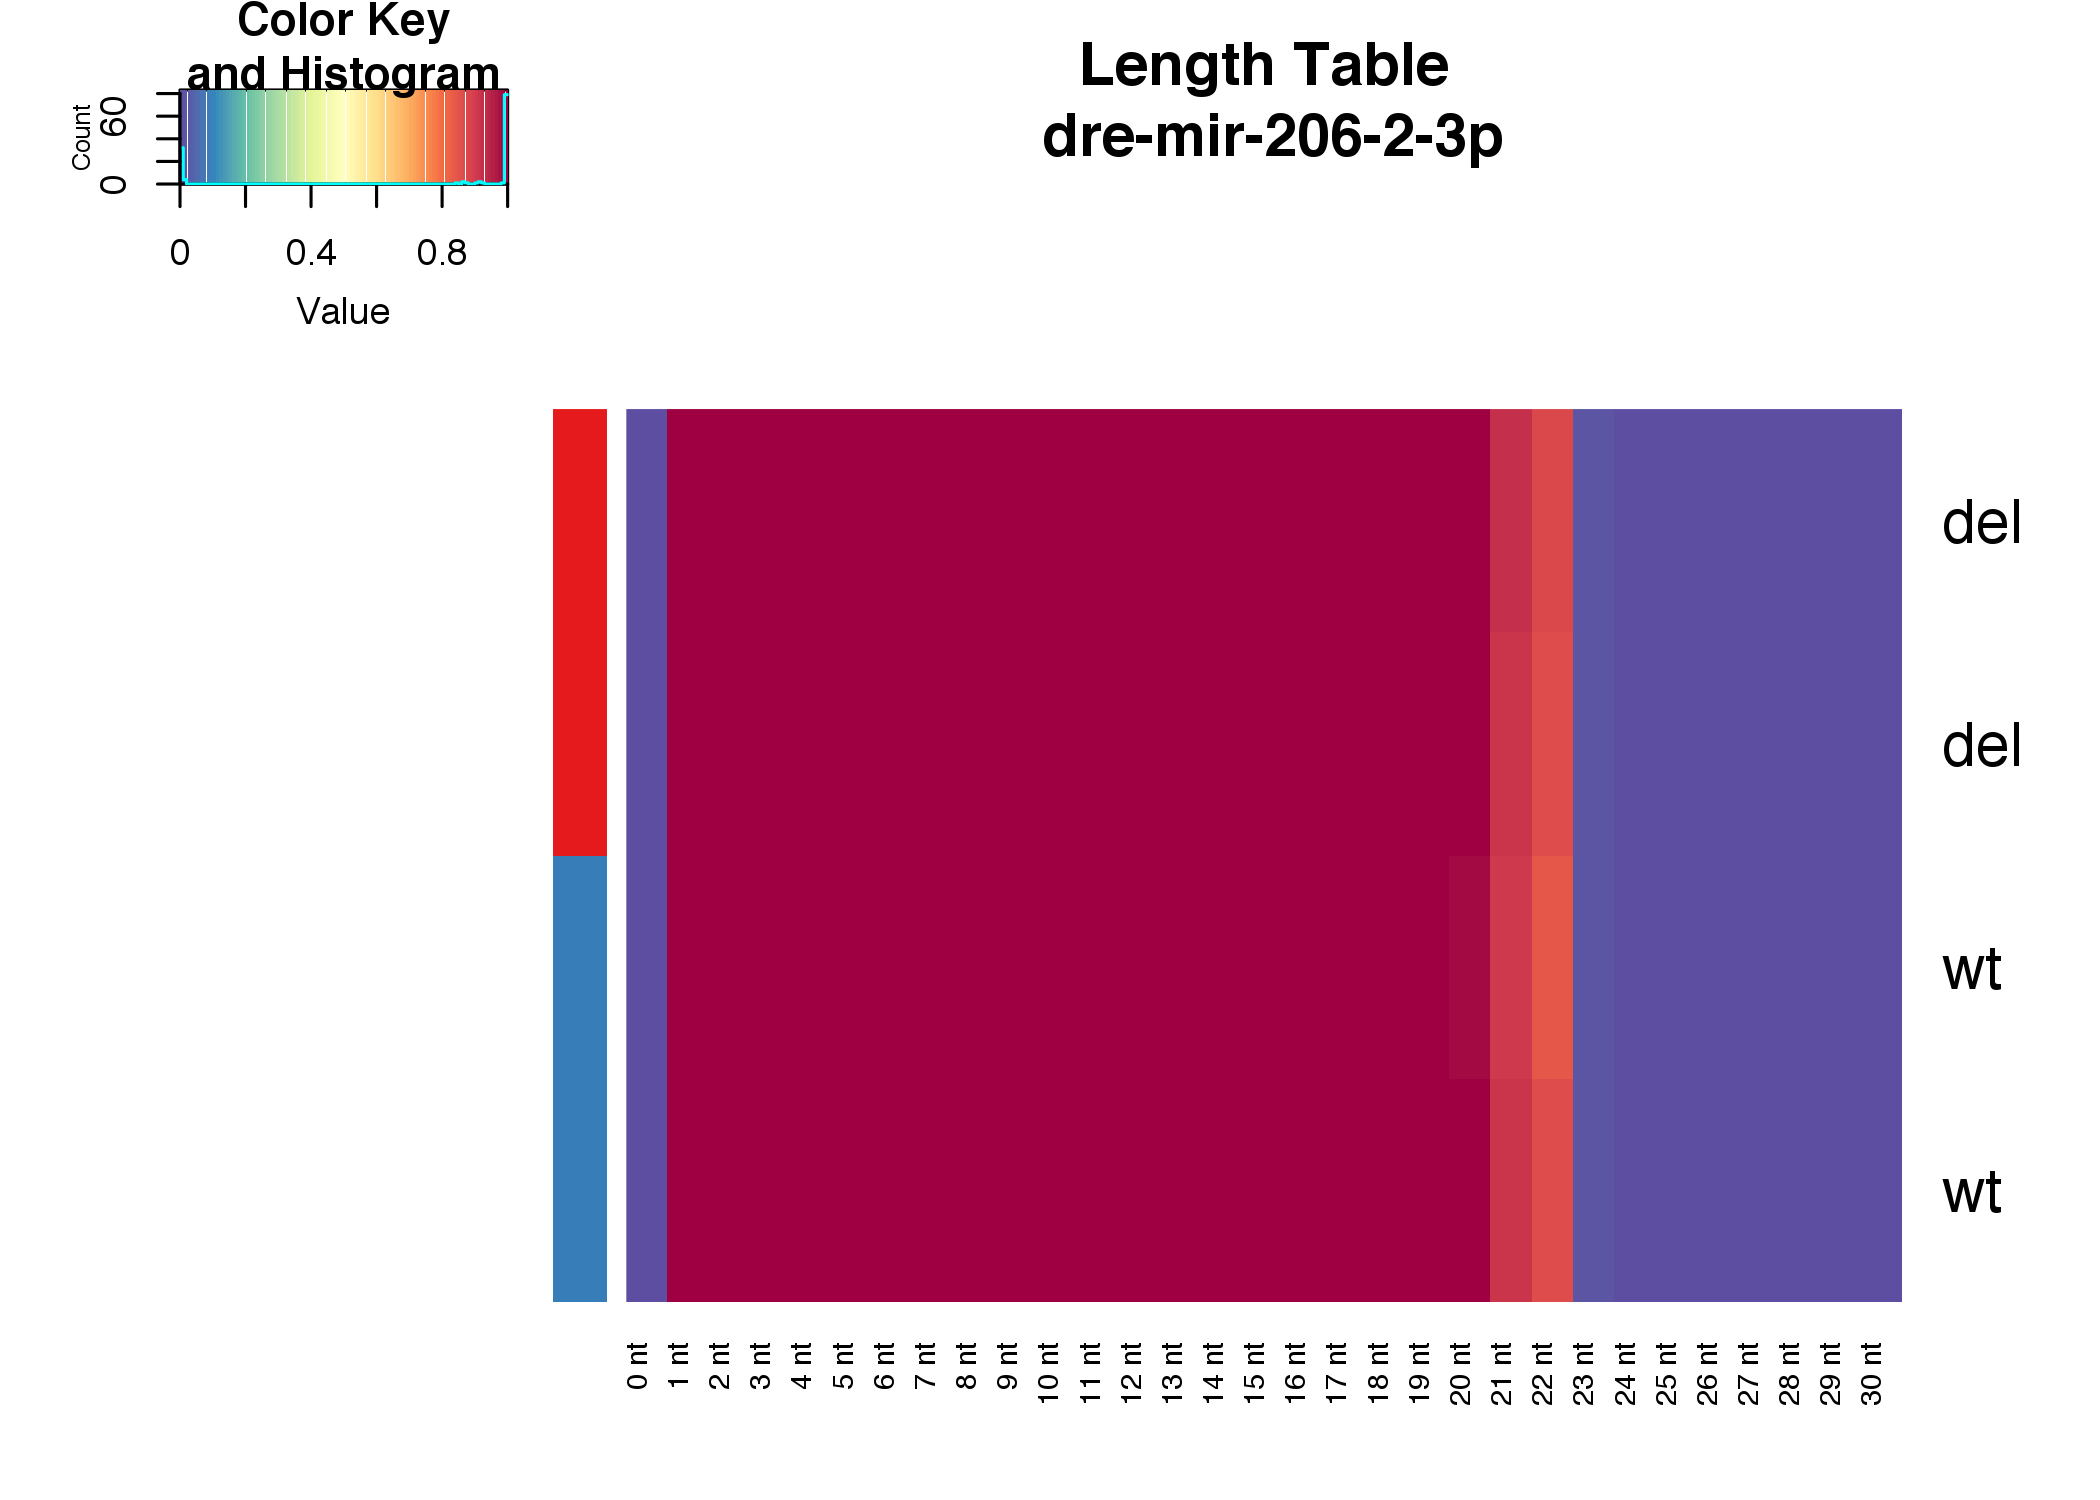 Color Key
and Histogram
Count
0 60
0 0.4 0.8
Value
Length Table
dre-mir-206-2-3p
del
del
wt
wt
0 nt
1 nt
2 nt
3 nt
4 nt
5 nt
6 nt
7 nt
8 nt
9 nt
10 nt
11 nt
12 nt
13 nt
14 nt
15 nt
16 nt
17 nt
18 nt
19 nt
20 nt
21 nt
22 nt
23 nt
24 nt
25 nt
26 nt
27 nt
28 nt
29 nt
30 nt